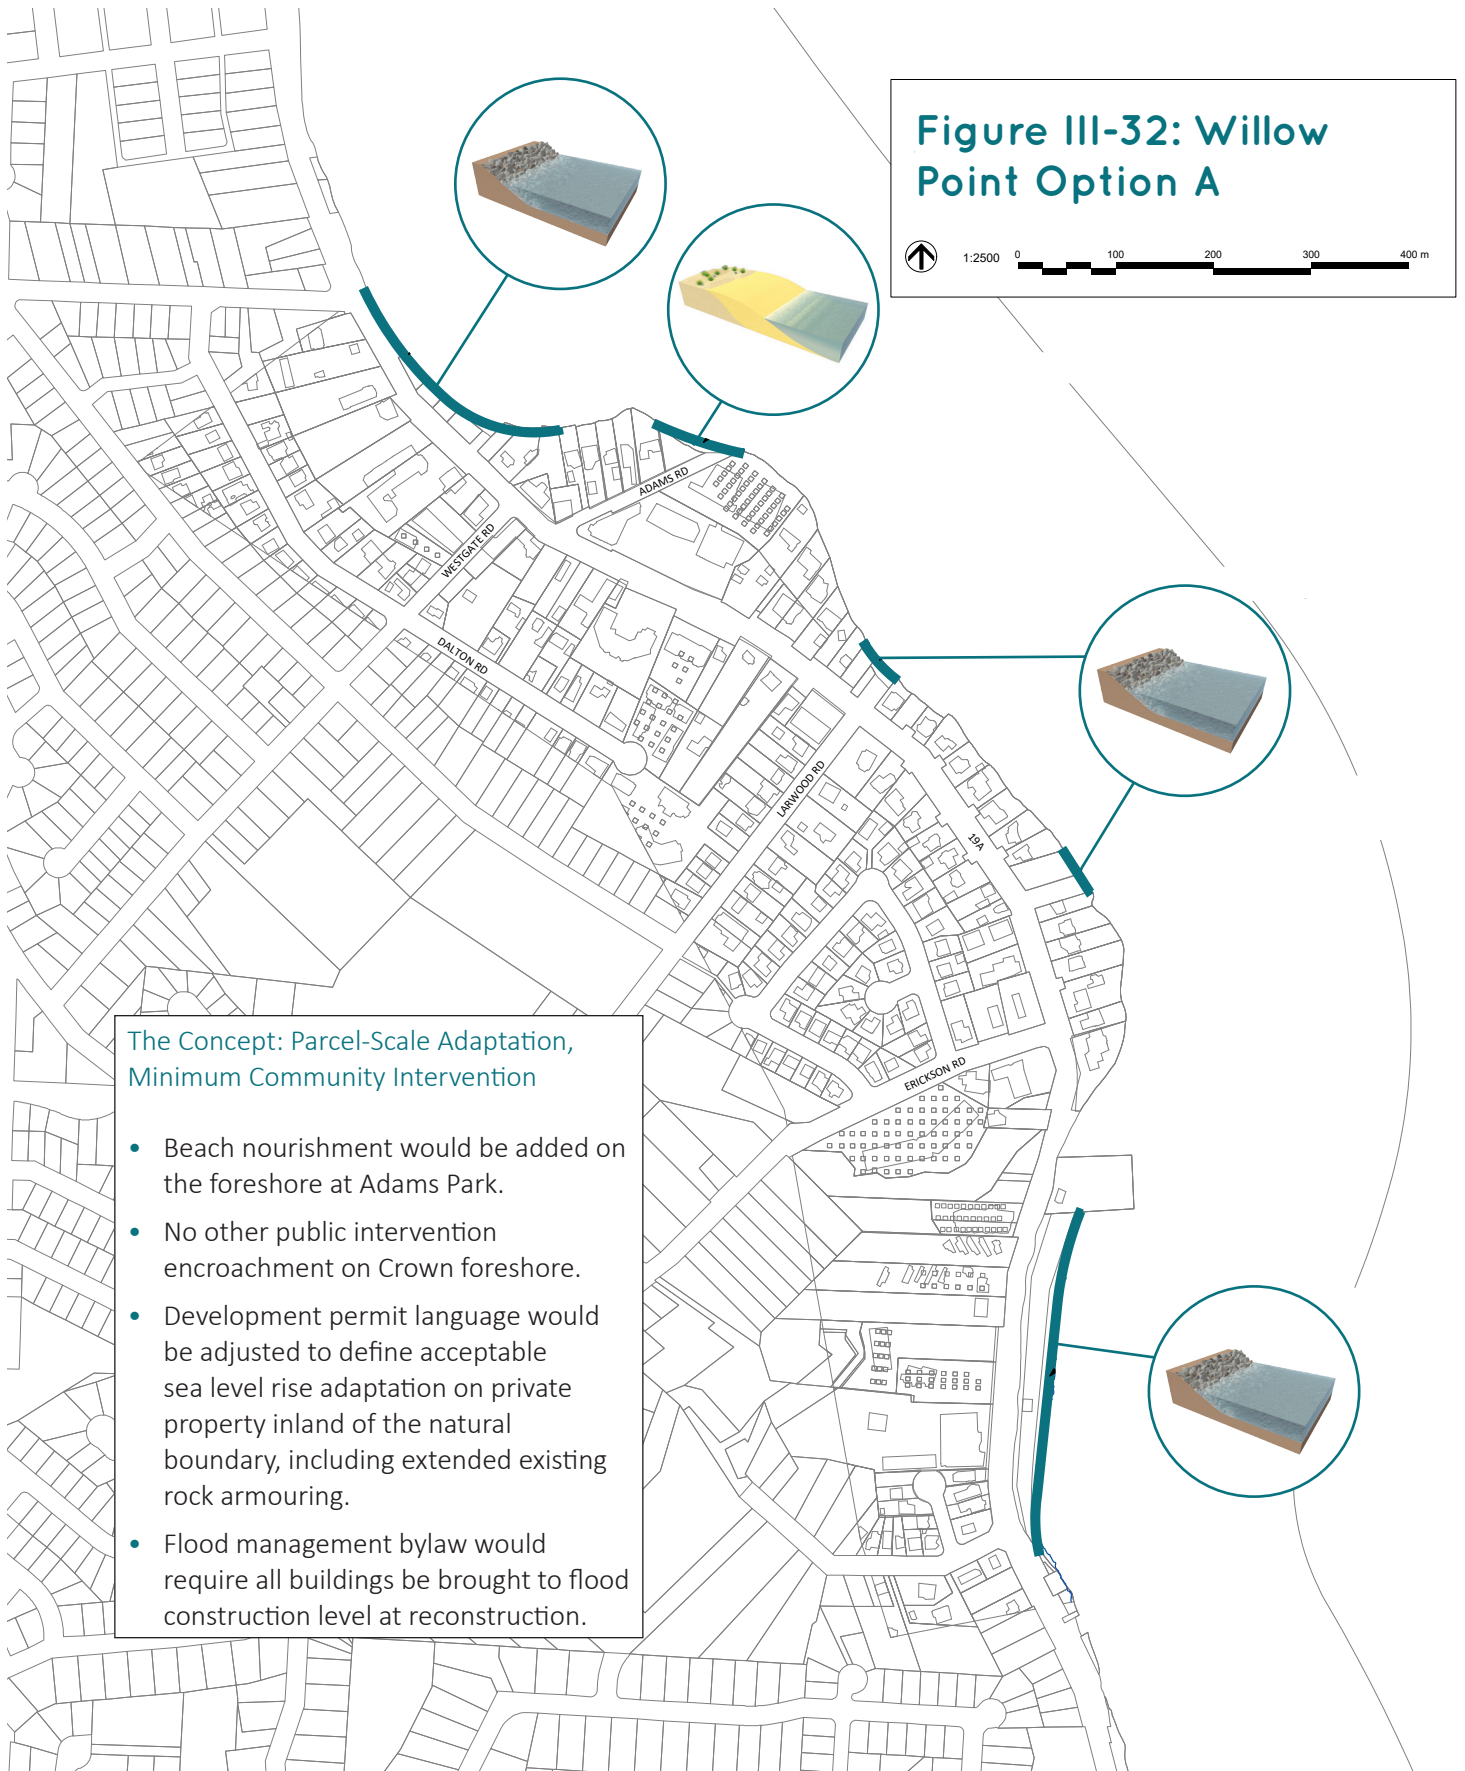 Figure III-32: Willow
Point Option A
1:2500
0 100 200 300 400 m
ADAMS RD
WESTGATE RD
DALTON RD
LARWOOD RD
19A
ERICKSON RD
The Concept: Parcel-Scale Adaptation,
Minimum Community Intervention
• Beach nourishment would be added on
the foreshore at Adams Park.
• No other public intervention
encroachment on Crown foreshore.
• Development permit language would
be adjusted to define acceptable
sea level rise adaptation on private
property inland of the natural
boundary, including extended existing
rock armouring.
• Flood management bylaw would
require all buildings be brought to flood
construction level at reconstruction.